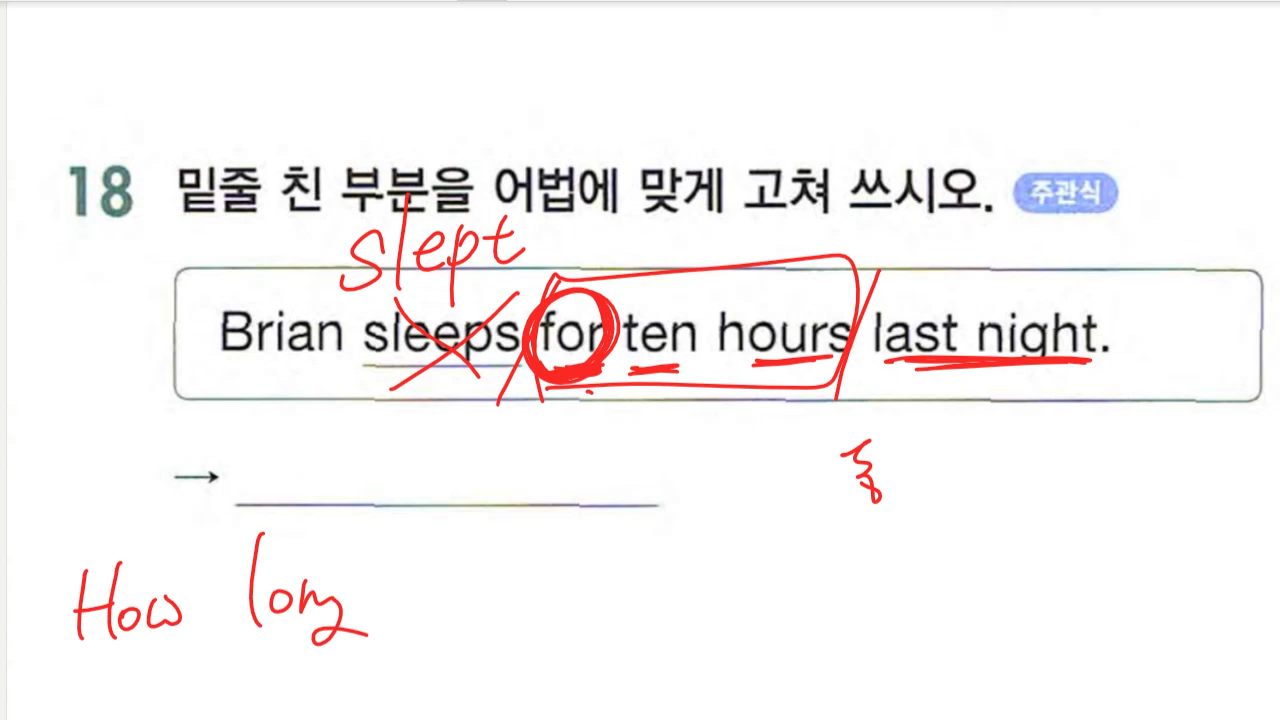 18 밑줄 친 부분을 어법에 맞게 고쳐 쓰시오. 주관식
slept
Brian sleeps for ten hours last night.
→
동
How long